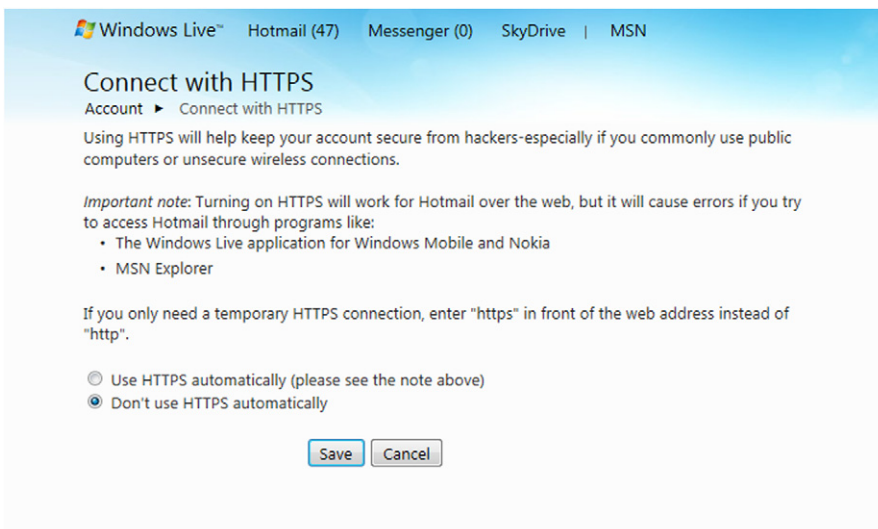 Windows Live™ Hotmail (47) Messenger (0) SkyDrive | MSN
Connect with HTTPS
Account ► Connect with HTTPS
Using HTTPS will help keep your account secure from hackers-especially if you commonly use public
computers or unsecure wireless connections.
Important note: Turning on HTTPS will work for Hotmail over the web, but it will cause errors if you try
to access Hotmail through programs like:
• The Windows Live application for Windows Mobile and Nokia
• MSN Explorer
If you only need a temporary HTTPS connection, enter "https" in front of the web address instead of
"http".
Use HTTPS automatically (please see the note above)
Don't use HTTPS automatically
Save Cancel